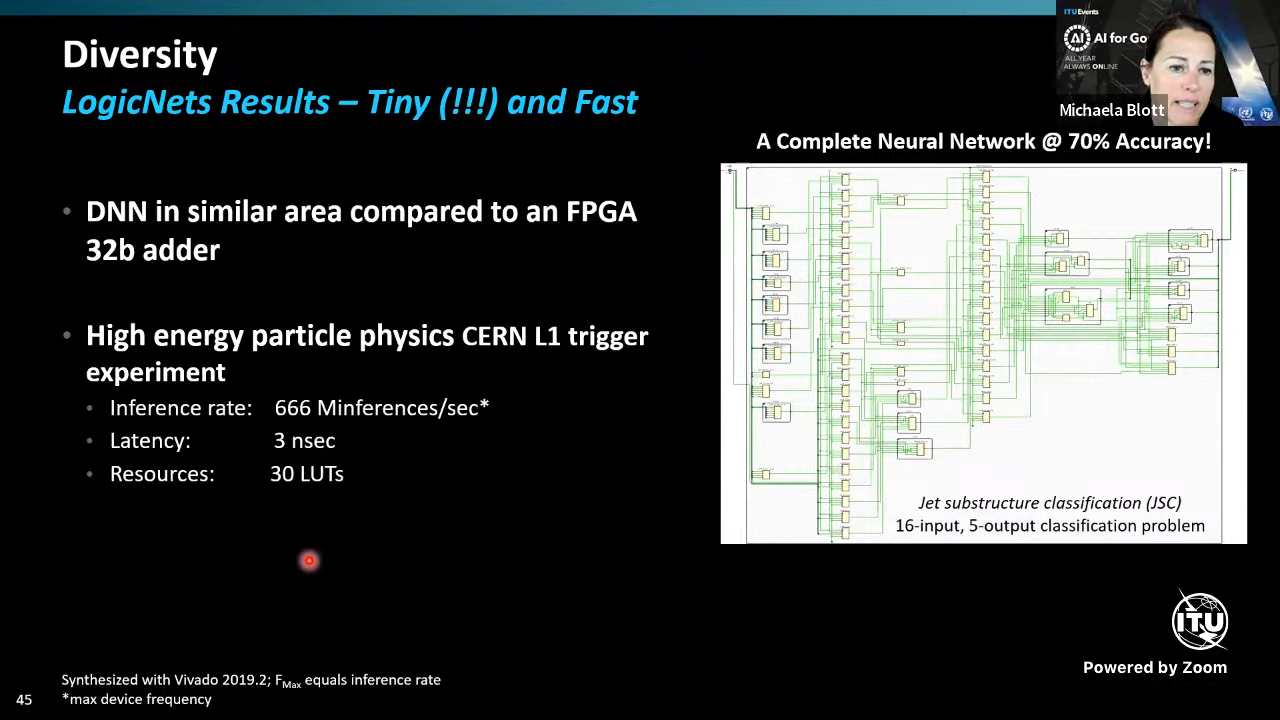 Diversity
LogicNets Results – Tiny (!!!) and Fast
ITUEvents
AI
AI for Go
ALL YEAR
ALWAYS ONLINE
Michaela Blott
A Complete Neural Network @ 70% Accuracy!
• DNN in similar area compared to an FPGA
32b adder
• High energy particle physics CERN L1 trigger
experiment
• Inference rate: 666 Minferences/sec*
• Latency: 3 nsec
• Resources: 30 LUTs
Jet substructure classification (JSC)
16-input, 5-output classification problem
ITU
Powered by Zoom
Synthesized with Vivado 2019.2; FMax equals inference rate
*max device frequency
45